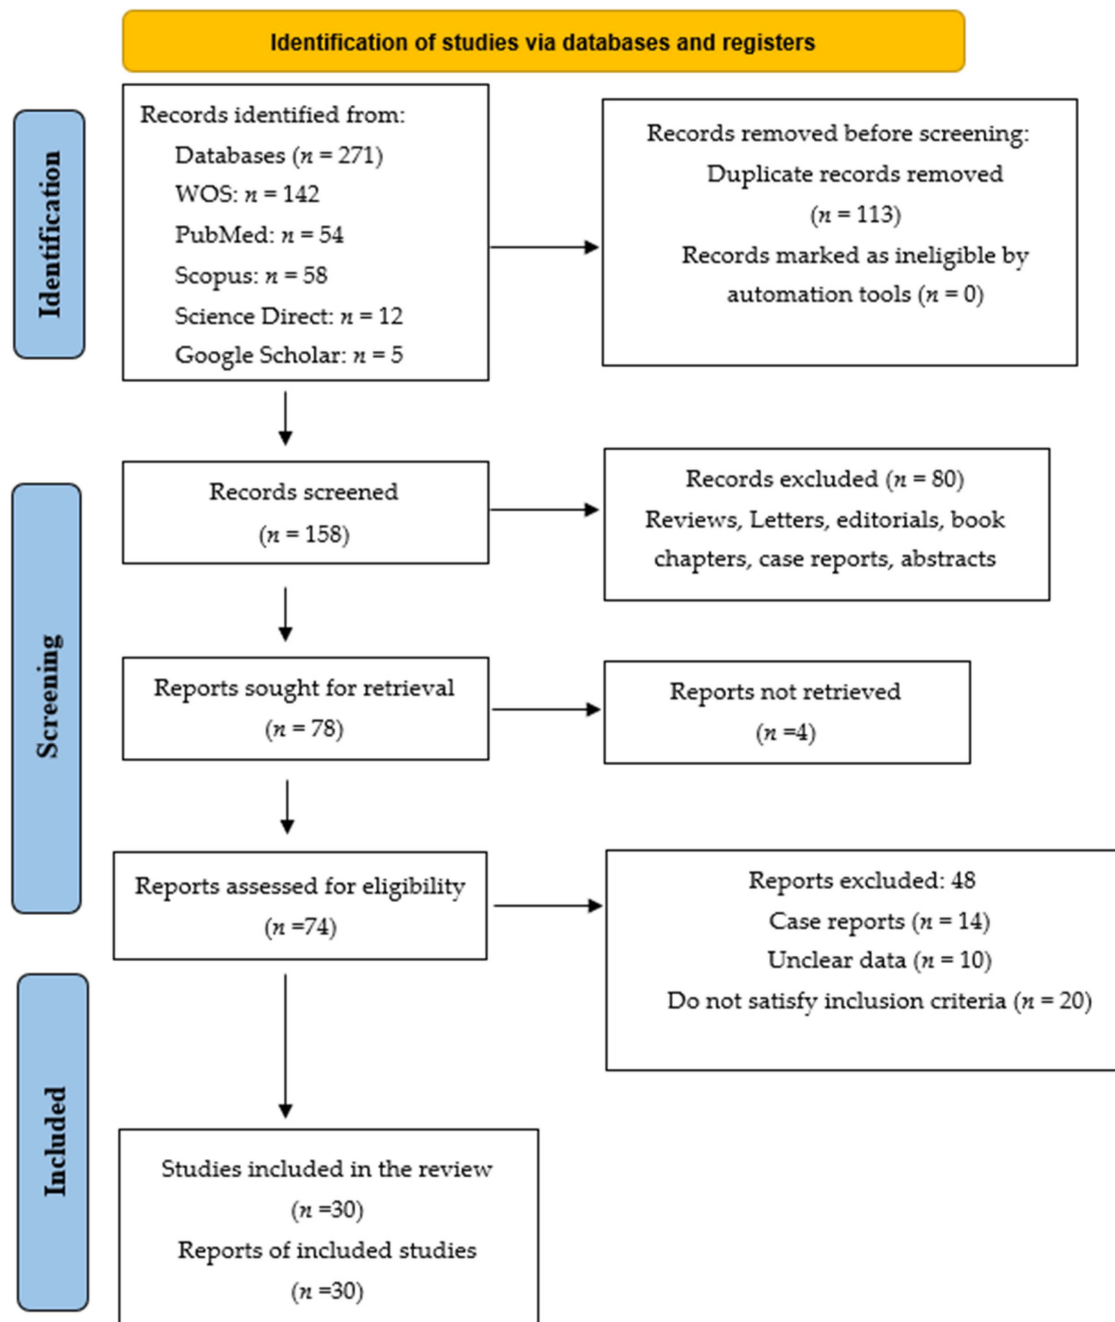 Identification of studies via databases and registers
Identification
Records identified from:
Databases (n = 271)
WOS: n = 142
PubMed: n = 54
Scopus: n = 58
Science Direct: n = 12
Google Scholar: n = 5
Records removed before screening:
Duplicate records removed
(n = 113)
Records marked as ineligible by
automation tools (n = 0)
Screening
Records screened
(n = 158)
Records excluded (n = 80)
Reviews, Letters, editorials, book
chapters, case reports, abstracts
Reports sought for retrieval
(n = 78)
Reports not retrieved
(n =4)
Reports assessed for eligibility
(n =74)
Reports excluded: 48
Case reports (n = 14)
Unclear data (n = 10)
Do not satisfy inclusion criteria (n = 20)
Included
Studies included in the review
(n =30)
Reports of included studies
(n =30)